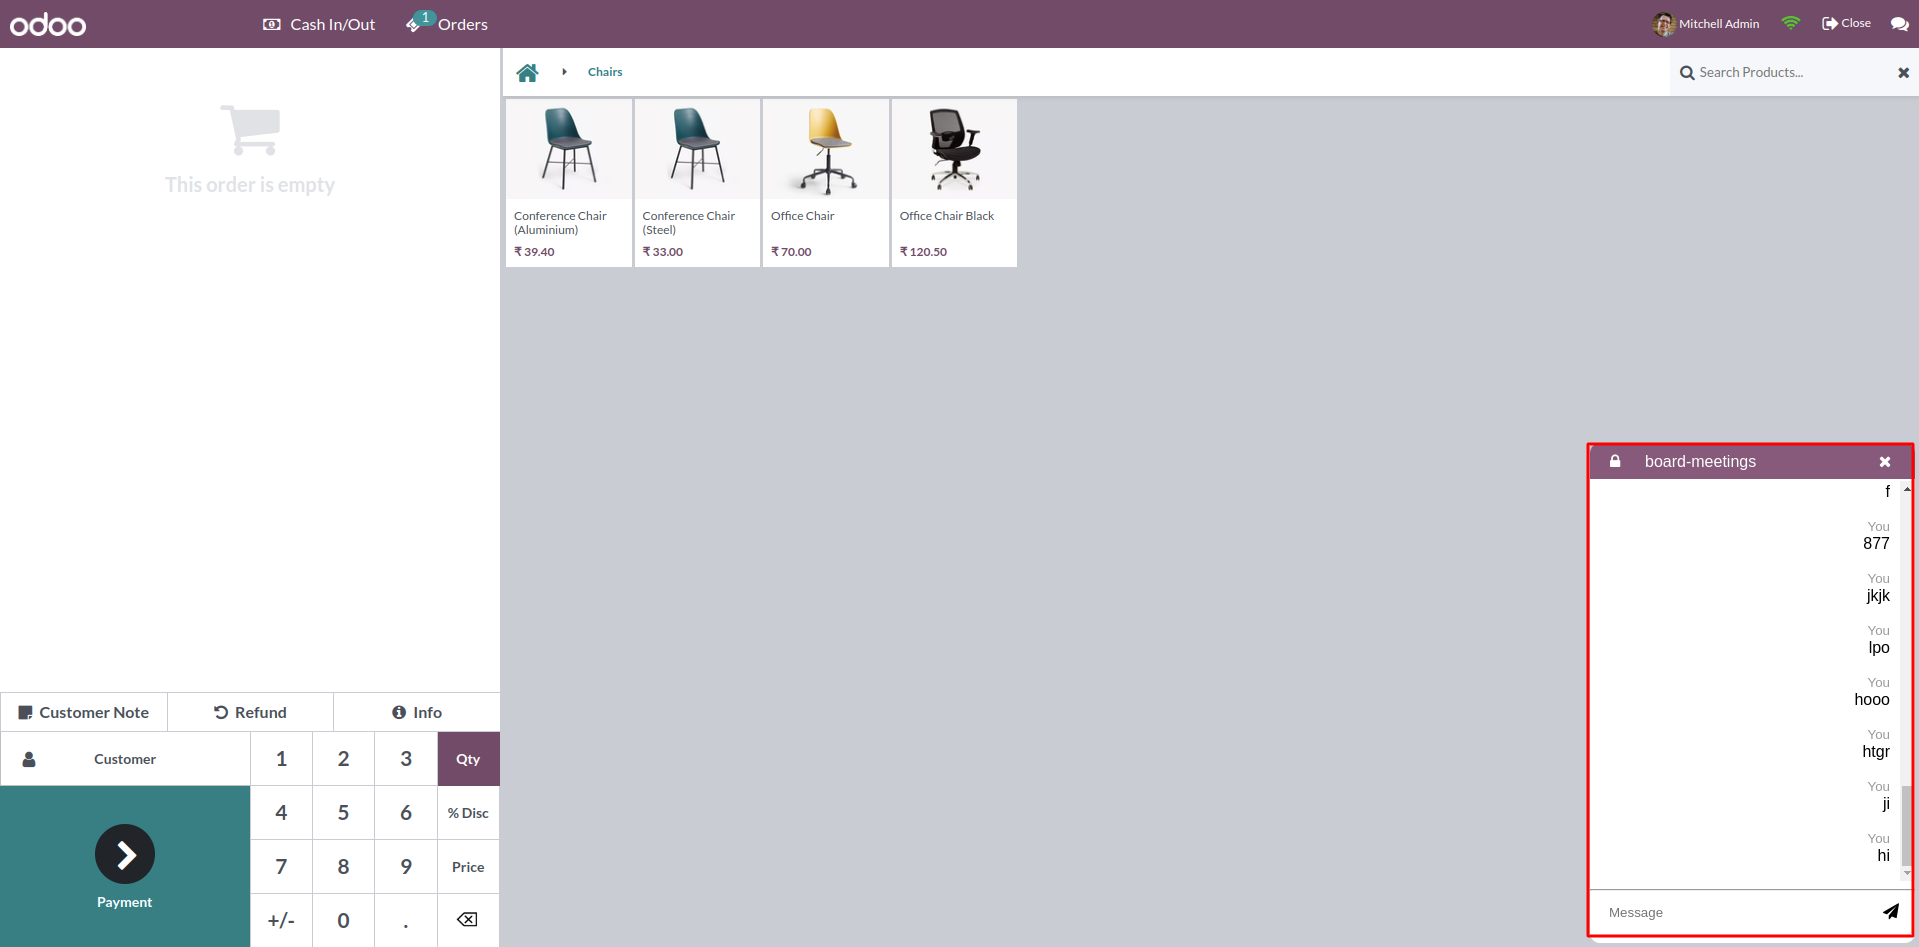 odoo
Cash In/Out
1
Orders
Mitchell Admin
Close
Chairs
Search Products...
This order is empty
Conference Chair
(Aluminium)
₹ 39.40
Conference Chair
(Steel)
₹ 33.00
Office Chair
₹ 70.00
Office Chair Black
₹ 120.50
board-meetings
f
You
877
You
jkjk
You
lpo
You
hooo
You
htgr
You
ji
You
hi
Message
Customer Note
Refund
Info
Customer
1 2 3 Qty
4 5 6 % Disc
7 8 9 Price
+/- 0 .
Payment